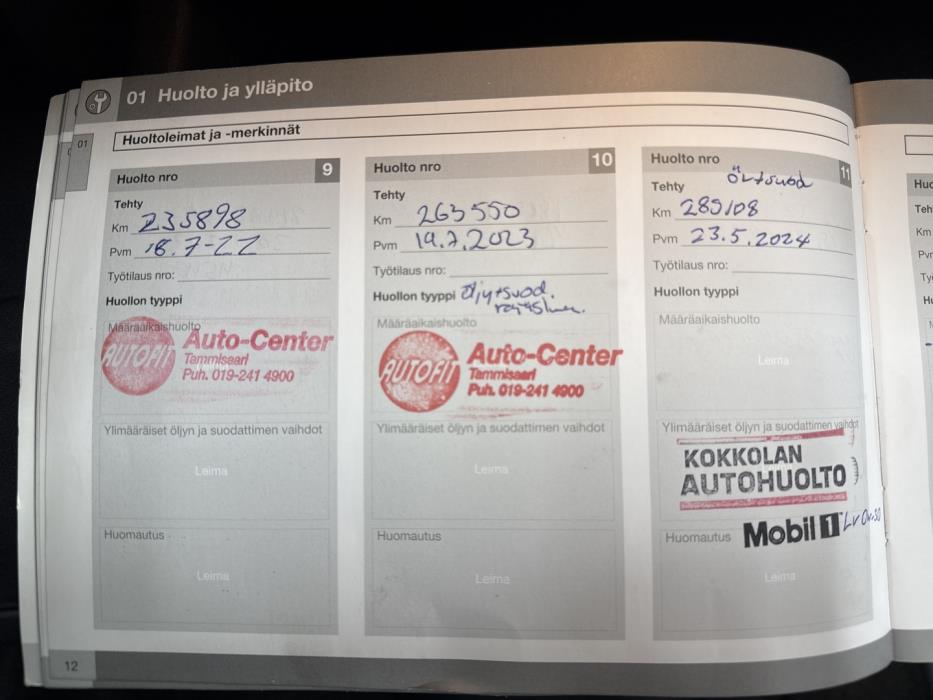 01 Huolto ja ylläpito
01
Huoltoleimat ja -merkinnät
Huolto nro 9
Tehty
Km 235898
Pvm 18.7-22
Työtilaus nro:
Huollon tyyppi
Määräaikaishuolto
AUTOFIT
Auto-Center
Tammisaari
Puh. 019-241 4900
Ylimääräiset öljyn ja suodattimen vaihdot
Leima
Huomautus
Leima
Huolto nro 10
Tehty
Km 263550
Pvm 19.7.2023
Työtilaus nro:
Huollon tyyppi Öljy+suod.
Määräaikaishuolto
AUTOFIT
Auto-Center
Tammisaari
Puh. 019-241 4900
Ylimääräiset öljyn ja suodattimen vaihdot
Leima
Huomautus
Leima
Huolto nro 11
Tehty
Km 289108
Pvm 23.5.2024
Työtilaus nro:
Huollon tyyppi
Määräaikaishuolto
Leima
Ylimääräiset öljyn ja suodattimen vaihdot
KOKKOLAN
AUTOHUOLTO
Huomautus Mobil 1
Leima
12